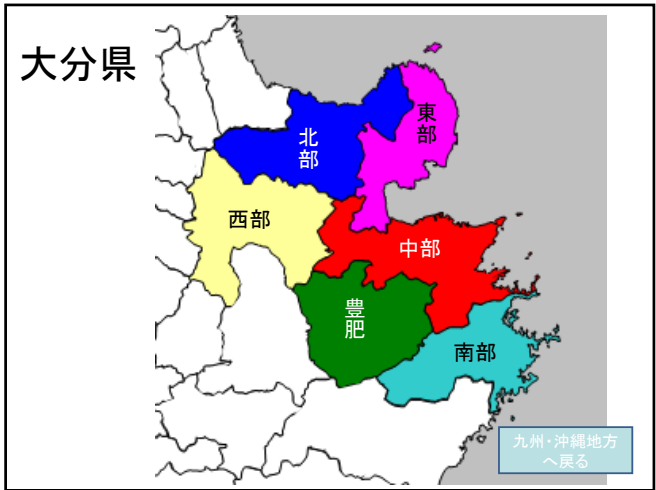 大分県
北部
東部
西部
中部
豊肥
南部
九州・沖縄地方
へ戻る